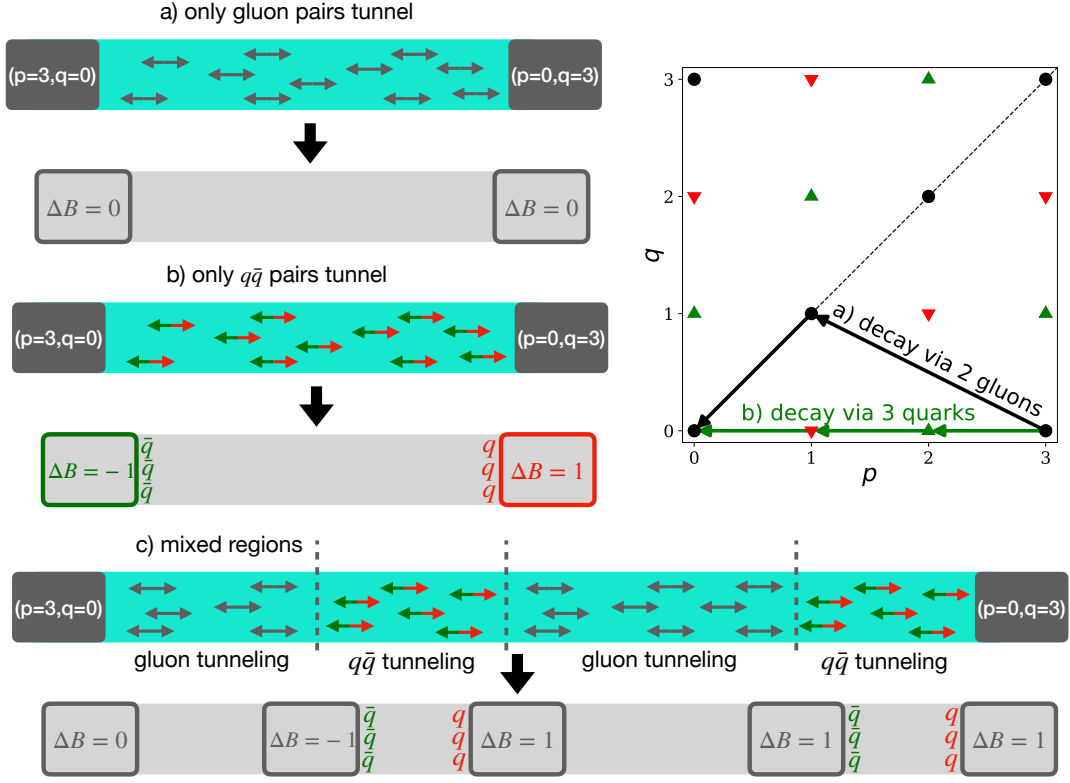 a) only gluon pairs tunnel
(p=3,q=0)
(p=0,q=3)
ΔB = 0
ΔB = 0
b) only qq̄ pairs tunnel
(p=3,q=0)
(p=0,q=3)
ΔB = − 1
q̄
q̄
q̄
q
q
q
ΔB = 1
3
2
1
0
q
a) decay via 2 gluons
b) decay via 3 quarks
0
1
2
3
p
c) mixed regions
(p=3,q=0)
(p=0,q=3)
gluon tunneling
qq̄ tunneling
gluon tunneling
qq̄ tunneling
ΔB = 0
ΔB = − 1
q̄
q̄
q̄
q
q
q
ΔB = 1
ΔB = 1
q̄
q̄
q̄
q
q
q
ΔB = 1